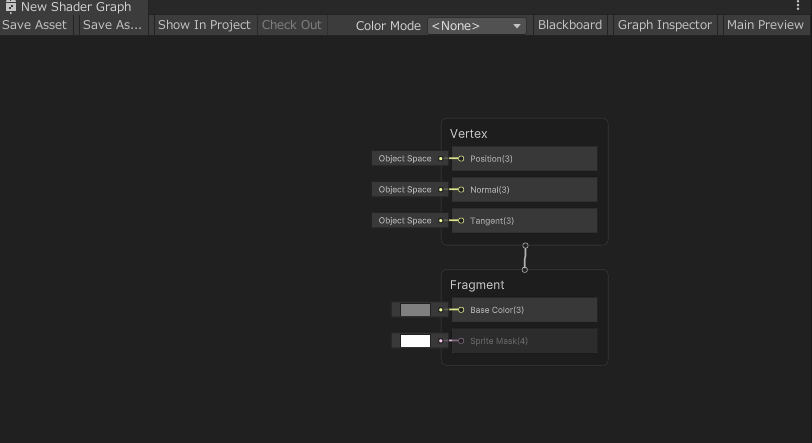 New Shader Graph
Save Asset Save As... Show In Project Check Out Color Mode <None> Blackboard Graph Inspector Main Preview
Vertex
Object Space Position(3)
Object Space Normal(3)
Object Space Tangent(3)
Fragment
Base Color(3)
Sprite Mask(4)